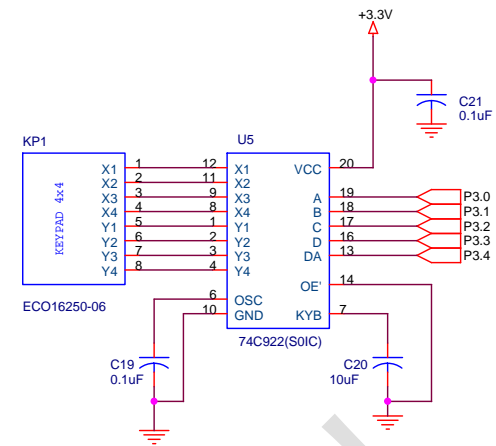 +3.3V
C21
0.1uF
KP1
U5
KEYPAD 4x4
X1 1 12 X1 VCC 20
X2 2 11 X2
X3 3 9 X3 A 19 P3.0
X4 4 8 X4 B 18 P3.1
Y1 5 1 Y1 C 17 P3.2
Y2 6 2 Y2 D 16 P3.3
Y3 7 3 Y3 DA 13 P3.4
Y4 8 4 Y4
OE' 14
6 OSC
10 GND KYB 7
ECO16250-06
74C922(S0IC)
C19
0.1uF
C20
10uF